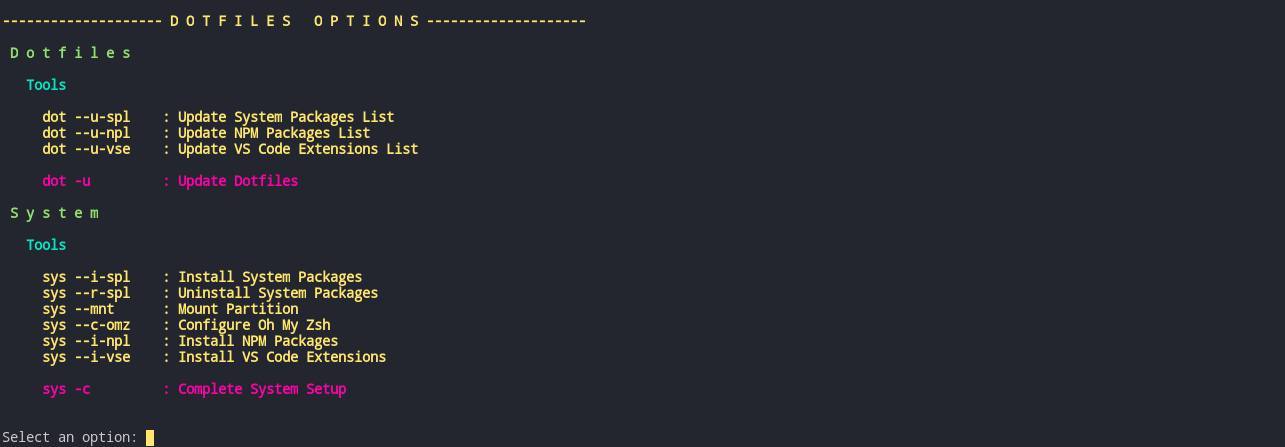 -------------------- D O T F I L E S   O P T I O N S --------------------
D o t f i l e s
Tools
dot --u-spl    : Update System Packages List
dot --u-npl    : Update NPM Packages List
dot --u-vse    : Update VS Code Extensions List
dot -u         : Update Dotfiles
S y s t e m
Tools
sys --i-spl    : Install System Packages
sys --r-spl    : Uninstall System Packages
sys --mnt      : Mount Partition
sys --c-omz    : Configure Oh My Zsh
sys --i-npl    : Install NPM Packages
sys --i-vse    : Install VS Code Extensions
sys -c         : Complete System Setup
Select an option: